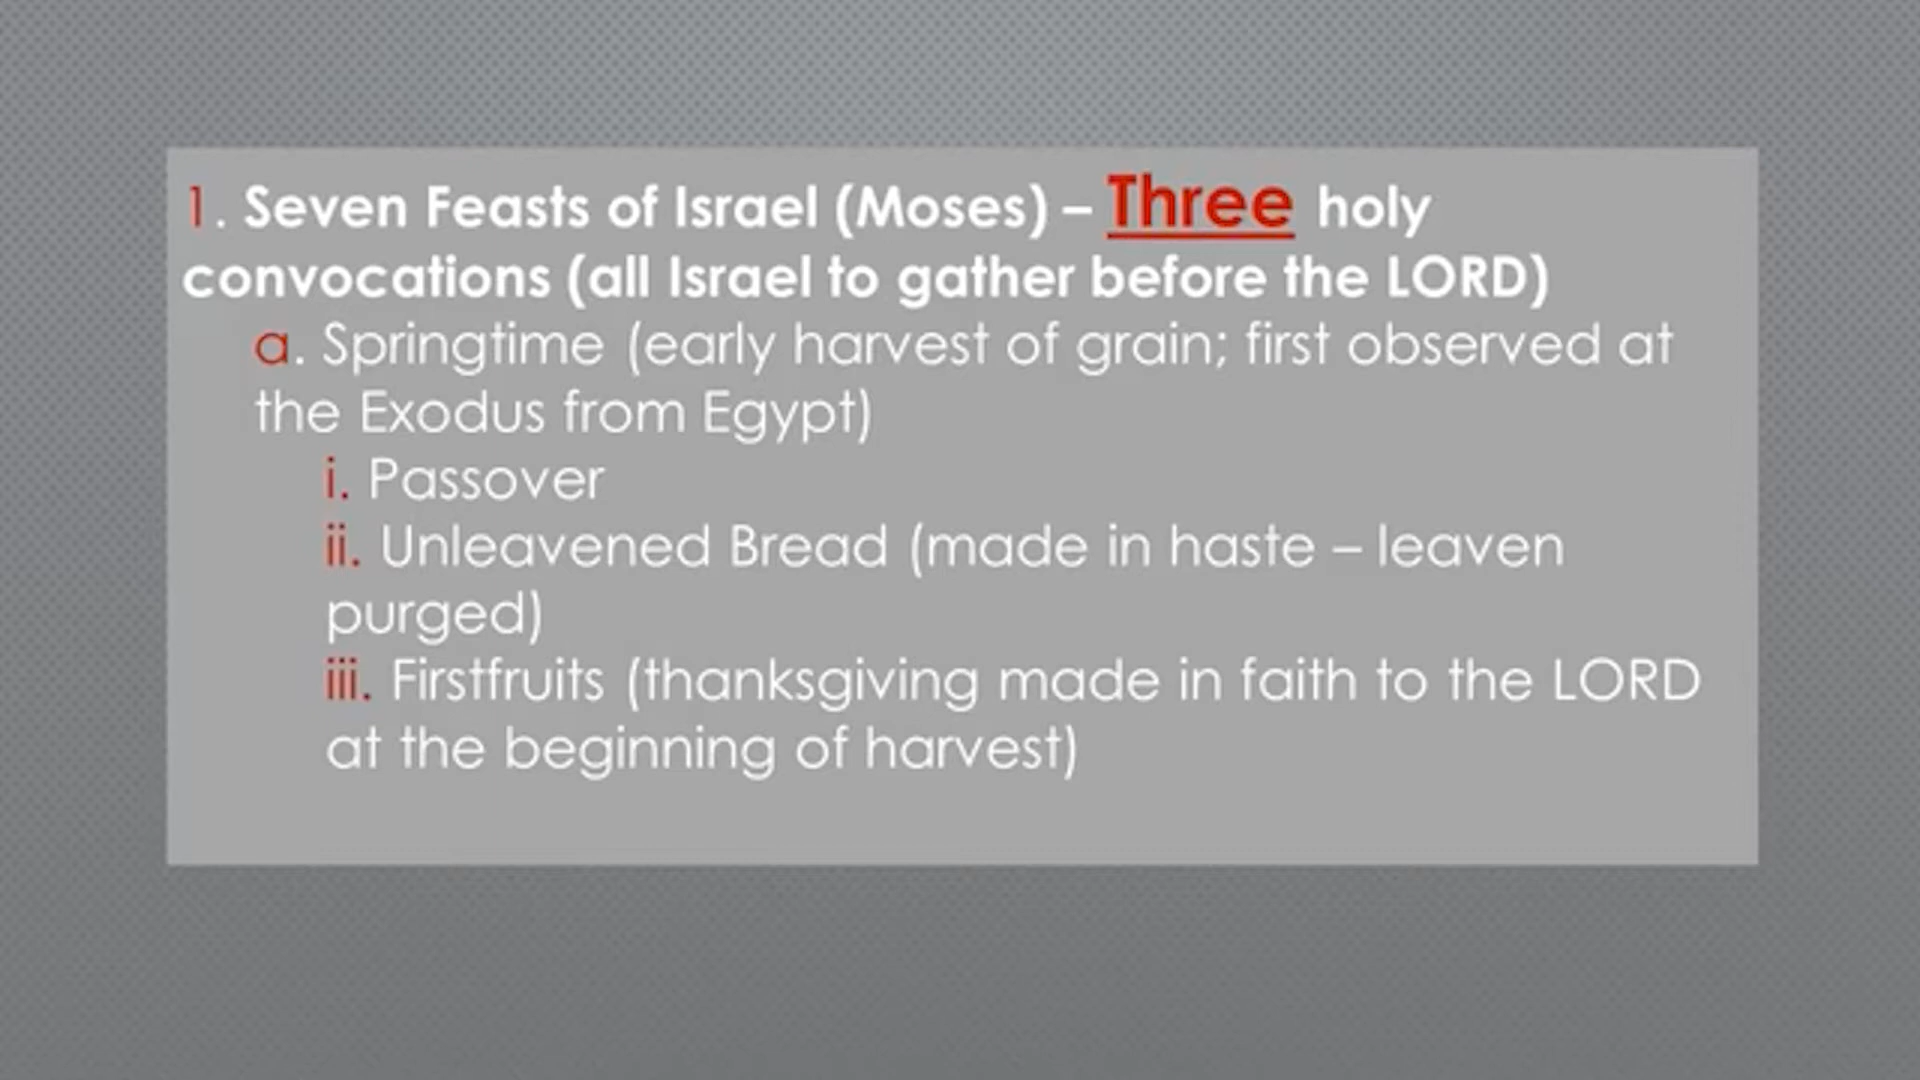 1. Seven Feasts of Israel (Moses) – Three holy
convocations (all Israel to gather before the LORD)
a. Springtime (early harvest of grain; first observed at
the Exodus from Egypt)
i. Passover
ii. Unleavened Bread (made in haste – leaven
purged)
iii. Firstfruits (thanksgiving made in faith to the LORD
at the beginning of harvest)